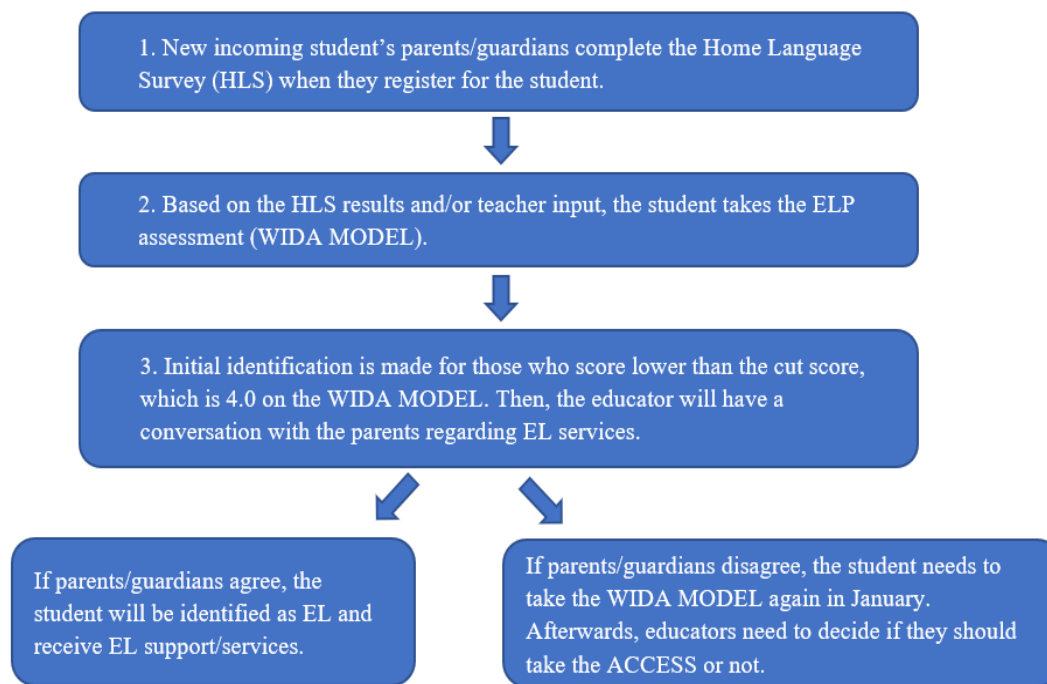 1. New incoming student's parents/guardians complete the Home Language
Survey (HLS) when they register for the student.
2. Based on the HLS results and/or teacher input, the student takes the ELP
assessment (WIDA MODEL).
3. Initial identification is made for those who score lower than the cut score,
which is 4.0 on the WIDA MODEL. Then, the educator will have a
conversation with the parents regarding EL services.
If parents/guardians agree, the
student will be identified as EL and
receive EL support/services.
If parents/guardians disagree, the student needs to
take the WIDA MODEL again in January.
Afterwards, educators need to decide if they should
take the ACCESS or not.